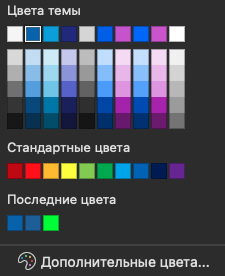 Цвета темы
Стандартные цвета
Последние цвета
Дополнительные цвета...